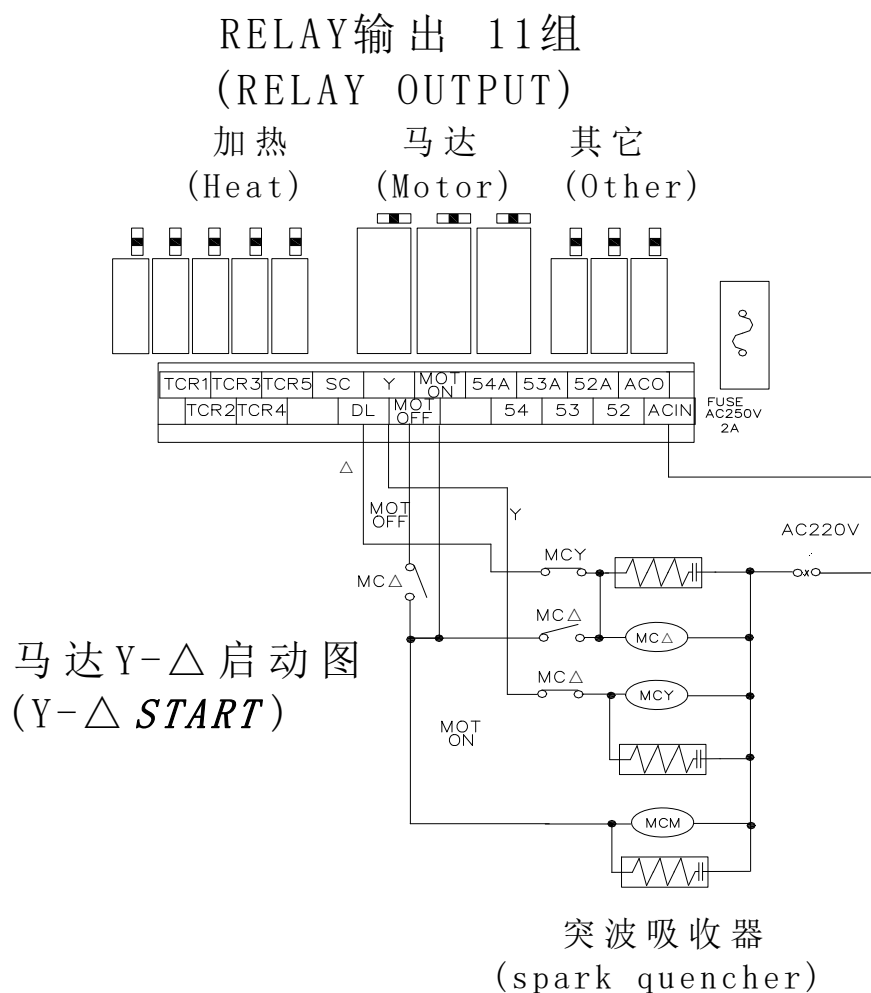 RELAY输出 11组
(RELAY OUTPUT)
加热 马达 其它
(Heat) (Motor) (Other)
TCR1 TCR3 TCR5 SC Y MOT ON 54A 53A 52A ACO
TCR2 TCR4 DL MOT OFF 54 53 52 ACIN
FUSE
AC250V
2A
△
MOT
OFF
Y
AC220V
MCY
MC△
MC△
MC△
MC△
MCY
马达Y-△启动图
(Y-△ START)
MOT
ON
MCM
突波吸收器
(spark quencher)